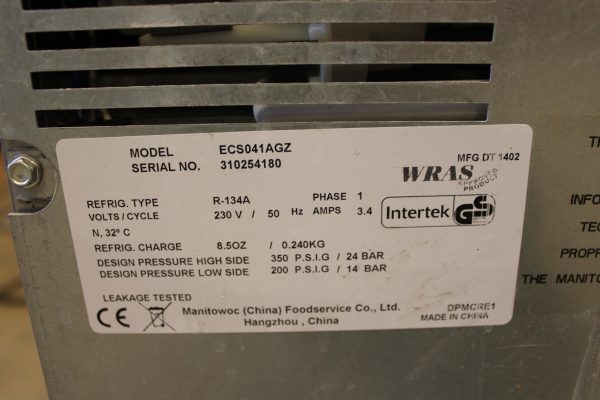 MODEL ECS041AGZ
SERIAL NO. 310254180
MFG DT 1402
WRAS
APPROVED
PRODUCT
REFRIG. TYPE R-134A PHASE 1
VOLTS / CYCLE 230 V / 50 Hz AMPS 3.4
Intertek GS
N, 32º C
REFRIG. CHARGE 8.5OZ / 0.240KG
DESIGN PRESSURE HIGH SIDE 350 P.S.I.G / 24 BAR
DESIGN PRESSURE LOW SIDE 200 P.S.I.G / 14 BAR
LEAKAGE TESTED
CE
Manitowoc (China) Foodservice Co., Ltd.
Hangzhou , China
DPMCRE1
MADE IN CHINA
TH
INFO
TEC
PROPR
THE MANITO